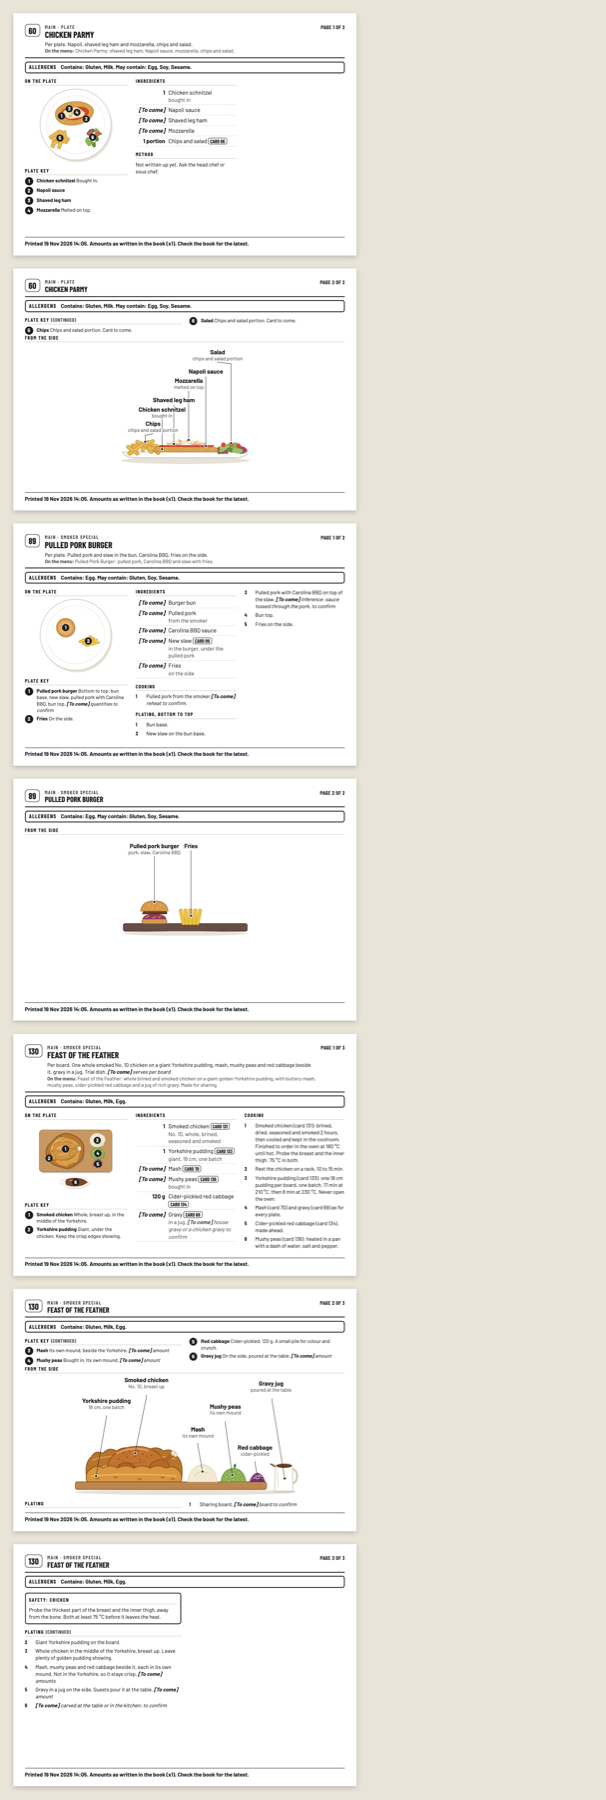 60
MAIN · PLATE
CHICKEN PARMY
PAGE 1 OF 2
Per plate. Napoli, shaved leg ham and mozzarella, chips and salad.
On the menu: Chicken Parmy: shaved leg ham, Napoli sauce, mozzarella, chips and salad.
ALLERGENS Contains: Gluten, Milk. May contain: Egg, Soy, Sesame.
ON THE PLATE
PLATE KEY
1 Chicken schnitzel Bought in.
2 Napoli sauce
3 Shaved leg ham
4 Mozzarella Melted on top.
INGREDIENTS
1 Chicken schnitzel
bought in
[To come] Napoli sauce
[To come] Shaved leg ham
[To come] Mozzarella
1 portion Chips and salad CARD 66
METHOD
Not written up yet. Ask the head chef or
sous chef.
Printed 19 Nov 2026 14:05. Amounts as written in the book (x1). Check the book for the latest.
60
MAIN · PLATE
CHICKEN PARMY
PAGE 2 OF 2
ALLERGENS Contains: Gluten, Milk. May contain: Egg, Soy, Sesame.
PLATE KEY (CONTINUED)
5 Chips Chips and salad portion. Card to come.
6 Salad Chips and salad portion. Card to come.
FROM THE SIDE
Salad
chips and salad portion
Napoli sauce
Mozzarella
melted on top
Shaved leg ham
Chicken schnitzel
bought in
Chips
chips and salad portion
Printed 19 Nov 2026 14:05. Amounts as written in the book (x1). Check the book for the latest.
89
MAIN · SMOKER SPECIAL
PULLED PORK BURGER
PAGE 1 OF 2
Per plate. Pulled pork and slaw in the bun, Carolina BBQ, fries on the side.
On the menu: Pulled Pork Burger: pulled pork, Carolina BBQ and slaw with fries.
ALLERGENS Contains: Egg. May contain: Gluten, Soy, Sesame.
ON THE PLATE
1
2
PLATE KEY
1 Pulled pork burger Bottom to top: bun
base, new slaw, pulled pork with Carolina
BBQ, bun top. [To come] quantities to
confirm
2 Fries On the side.
INGREDIENTS
[To come] Burger bun
[To come] Pulled pork
from the smoker
[To come] Carolina BBQ sauce
[To come] New slaw
in the burger, under the
pulled pork
[To come] Fries
on the side
COOKING
1 Pulled pork from the smoker. [To come]
reheat to confirm.
PLATING, BOTTOM TO TOP
1 Bun base.
2 New slaw on the bun base.
3 Pulled pork with Carolina BBQ on top of
the slaw. [To come] inference: sauce
tossed through the pork, to confirm
4 Bun top.
5 Fries on the side.
Printed 19 Nov 2026 14:05. Amounts as written in the book (x1). Check the book for the latest.
89
MAIN · SMOKER SPECIAL
PULLED PORK BURGER
PAGE 2 OF 2
ALLERGENS Contains: Egg. May contain: Gluten, Soy, Sesame.
FROM THE SIDE
Pulled pork burger
pork, slaw, Carolina BBQ
Fries
Printed 19 Nov 2026 14:05. Amounts as written in the book (x1). Check the book for the latest.
130
MAIN · SMOKER SPECIAL
FEAST OF THE FEATHER
PAGE 1 OF 3
Per board. One whole smoked No. 10 chicken on a giant Yorkshire pudding, mash, mushy peas and red cabbage beside
it, gravy in a jug. Trial dish. [To come] serves per board
On the menu: Feast of the Feather: whole brined and smoked chicken on a giant golden Yorkshire pudding, with buttery mash,
mushy peas, cider-pickled red cabbage and a jug of rich gravy. Made for sharing.
ALLERGENS Contains: Gluten, Milk, Egg.
ON THE PLATE
PLATE KEY
1 Smoked chicken Whole, breast up, in the
middle of the Yorkshire.
2 Yorkshire pudding Giant, under the
chicken. Keep the crisp edges showing.
INGREDIENTS
1 Smoked chicken CARD 131
No. 10, whole, brined,
seasoned and smoked
1 Yorkshire pudding CARD 133
giant, 18 cm, one batch
[To come] Mash CARD 70
[To come] Mushy peas CARD 136
bought in
120 g Cider-pickled red cabbage
CARD 134
[To come] Gravy
in a jug. [To come] house
gravy or a chicken gravy to
confirm
COOKING
1 Smoked chicken (card 131): brined,
dried, seasoned and smoked 2 hours,
then cooled and kept in the coolroom.
Finished to order in the oven at 180 °C
until hot. Probe the breast and the inner
thigh: 75 °C in both.
2 Rest the chicken on a rack, 10 to 15 min.
3 Yorkshire pudding (card 133): one 18 cm
pudding per board, one batch. 17 min at
210 °C, then 6 min at 230 °C. Never open
the oven.
4 Mash (card 70) and gravy (card 69) as for
every plate.
5 Cider-pickled red cabbage (card 134),
made ahead.
6 Mushy peas (card 136): heated in a pan
with a dash of water, salt and pepper.
Printed 19 Nov 2026 14:05. Amounts as written in the book (x1). Check the book for the latest.
130
MAIN · SMOKER SPECIAL
FEAST OF THE FEATHER
PAGE 2 OF 3
ALLERGENS Contains: Gluten, Milk, Egg.
PLATE KEY (CONTINUED)
3 Mash Its own mound, beside the Yorkshire. [To come] amount
4 Mushy peas Bought in. Its own mound. [To come] amount
5 Red cabbage Cider-pickled, 120 g. A small pile for colour and
crunch.
6 Gravy jug On the side, poured at the table. [To come] amount
FROM THE SIDE
Smoked chicken
No. 10, breast up
Gravy jug
poured at the table
Yorkshire pudding
18 cm, one batch
Mushy peas
its own mound
Mash
its own mound
Red cabbage
cider-pickled
PLATING
1 Sharing board. [To come] board to confirm
Printed 19 Nov 2026 14:05. Amounts as written in the book (x1). Check the book for the latest.
130
MAIN · SMOKER SPECIAL
FEAST OF THE FEATHER
PAGE 3 OF 3
ALLERGENS Contains: Gluten, Milk, Egg.
SAFETY: CHICKEN
Probe the thickest part of the breast and the inner thigh, away
from the bone. Both at least 75 °C before it leaves the heat.
PLATING (CONTINUED)
2 Giant Yorkshire pudding on the board.
3 Whole chicken in the middle of the Yorkshire, breast up. Leave
plenty of golden pudding showing.
4 Mash, mushy peas and red cabbage beside it, each in its own
mound. Not in the Yorkshire, so it stays crisp. [To come]
amounts
5 Gravy in a jug on the side. Guests pour it at the table. [To come]
amount
6 [To come] carved at the table or in the kitchen: to confirm
Printed 19 Nov 2026 14:05. Amounts as written in the book (x1). Check the book for the latest.